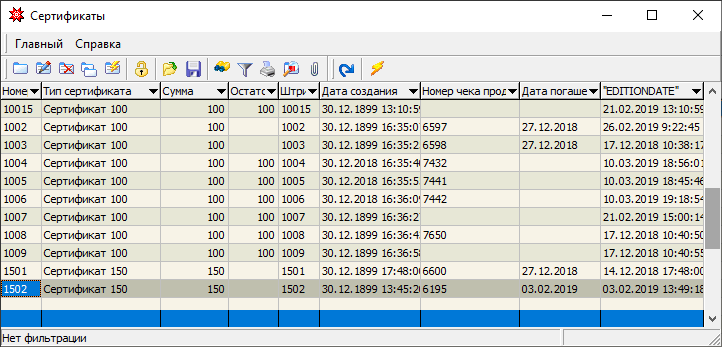 Сертификаты
Главный Справка
Номе Тип сертификата Сумма Остатс Штри Дата создания Номер чека прод Дата погаше "EDITIONDATE"
10015 Сертификат 100 100 100 10015 30.12.1899 13:10:59 21.02.2019 13:10:59
1002 Сертификат 100 100 1002 30.12.1899 16:35:0 6597 27.12.2018 26.02.2019 9:22:45
1003 Сертификат 100 100 1003 30.12.1899 16:35:2 6598 27.12.2018 17.12.2018 10:38:17
1004 Сертификат 100 100 100 1004 30.12.2018 16:35:4 7432 10.03.2019 18:56:01
1005 Сертификат 100 100 100 1005 30.12.2018 16:35:5 7441 10.03.2019 18:45:46
1006 Сертификат 100 100 100 1006 30.12.2018 16:36:0 7442 10.03.2019 19:18:54
1007 Сертификат 100 100 100 1007 30.12.1899 16:36:2 21.02.2019 15:00:14
1008 Сертификат 100 100 100 1008 30.12.1899 16:36:4 7650 17.12.2018 10:40:50
1009 Сертификат 100 100 100 1009 30.12.1899 16:36:58 17.12.2018 10:40:55
1501 Сертификат 150 150 1501 30.12.1899 17:48:0 6600 27.12.2018 14.12.2018 17:48:00
1502 Сертификат 150 150 1502 30.12.1899 13:45:2 6195 03.02.2019 03.02.2019 13:49:18
Нет фильтрации